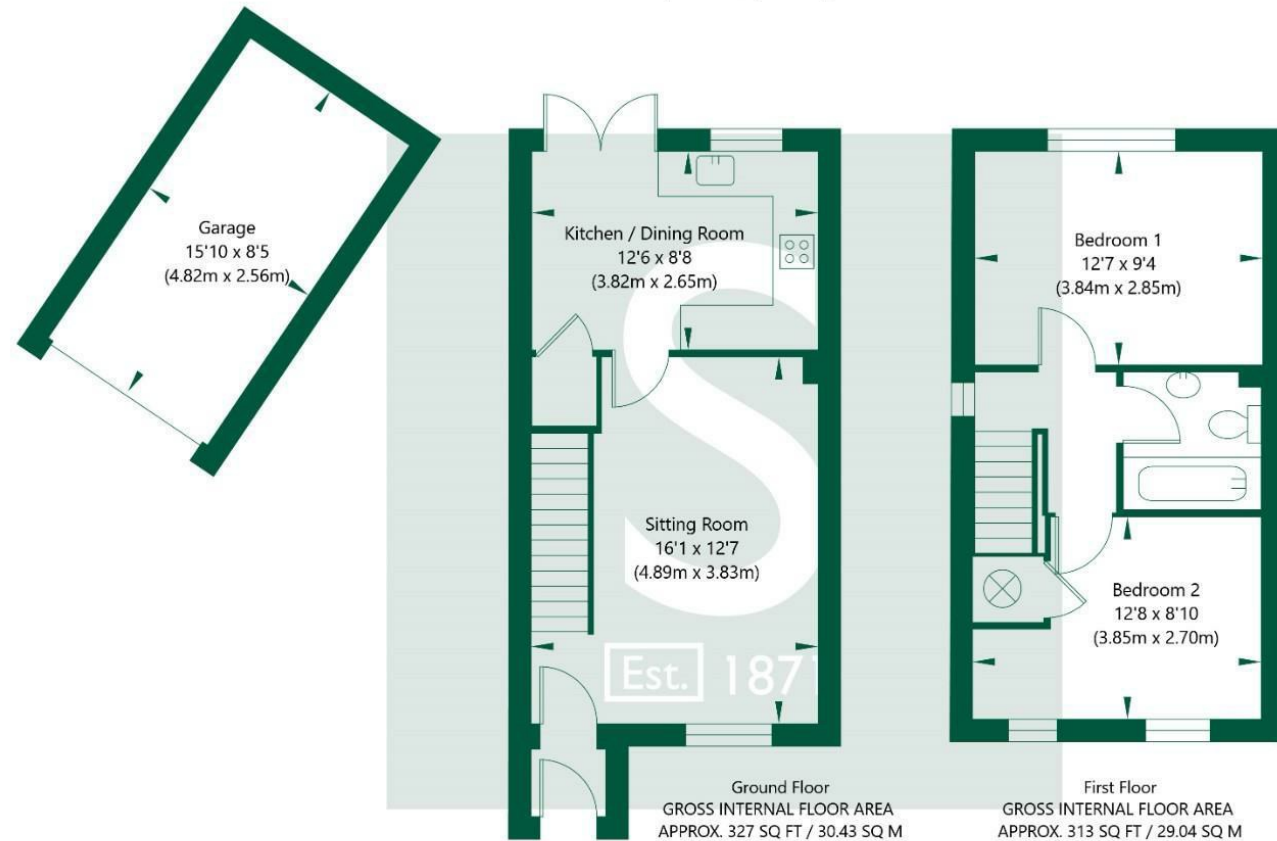 Garage
15'10 x 8'5
(4.82m x 2.56m)
Kitchen / Dining Room
12'6 x 8'8
(3.82m x 2.65m)
Sitting Room
16'1 x 12'7
(4.89m x 3.83m)
S
Est. 1871
Ground Floor
GROSS INTERNAL FLOOR AREA
APPROX. 327 SQ FT / 30.43 SQ M
Bedroom 1
12'7 x 9'4
(3.84m x 2.85m)
Bedroom 2
12'8 x 8'10
(3.85m x 2.70m)
First Floor
GROSS INTERNAL FLOOR AREA
APPROX. 313 SQ FT / 29.04 SQ M